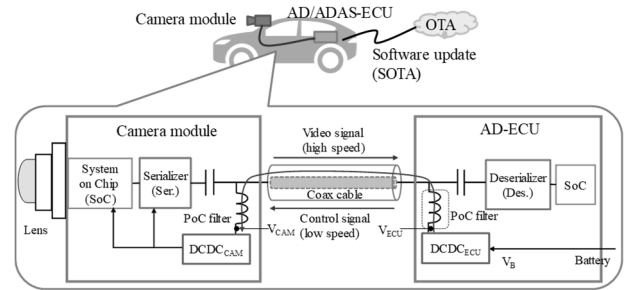 Camera module
AD/ADAS-ECU
OTA
Software update
(SOTA)
Camera module
Video signal
(high speed)
AD-ECU
System
on Chip
(SoC)
Serializer
(Ser.)
Coax cable
Deserializer
(Des.)
SoC
Lens
PoC filter
Control signal
(low speed)
PoC filter
VCAM
VECU
DCDCCAM
DCDCECU
VB
Battery